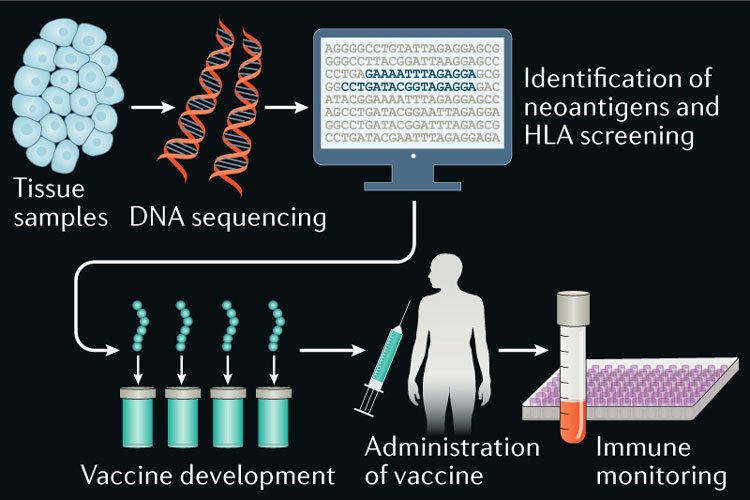 AGGGGCCTGTATTAGAGGAGCG
GGGCCTTACGGATTAAGGAGCC
CCTGAGAAAATTTAGAGGAGCG
GGCCTGATACGGTAGAGGAGAC
ATACGGAAAATTTAGAGGAGCC
AGCCTGATACGGAATTAGAGGA
GGCCTGATACGGATTTAGAGCG
CCTGATACGAATTTAGAGGAGA
Identification of
neoantigens and
HLA screening
Tissue
samples
DNA sequencing
Vaccine development
Administration
of vaccine
Immune
monitoring